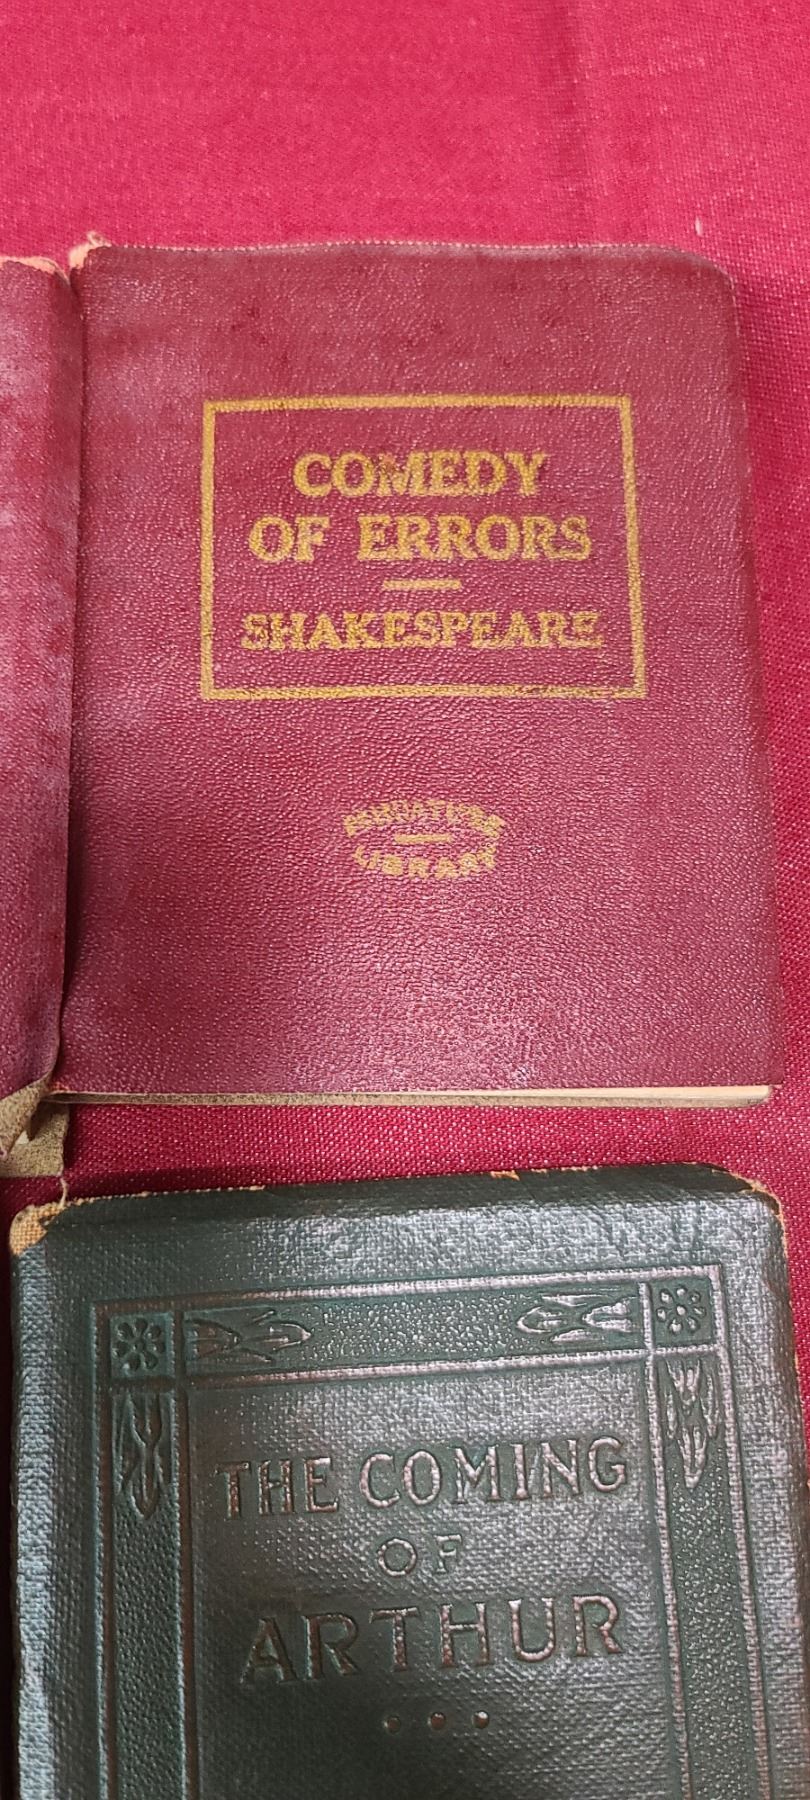 COMEDY
OF ERRORS
SHAKESPEARE
MINIATURE
LIBRARY
THE COMING
OF
ARTHUR